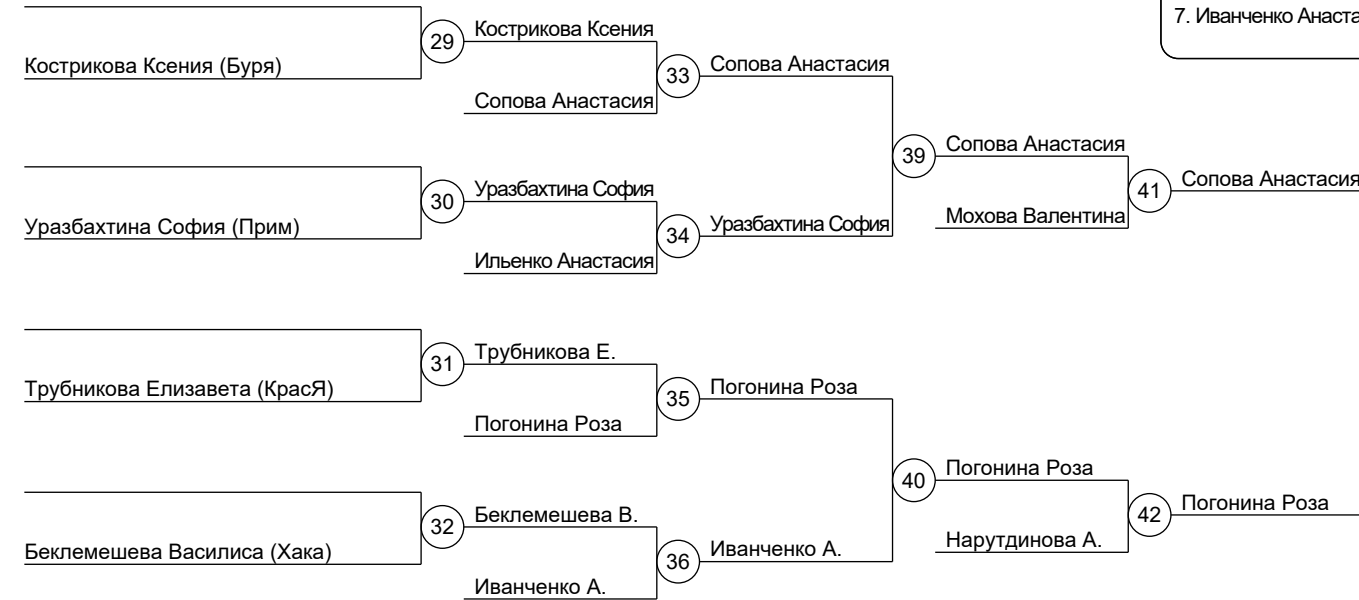 7. Иванченко Анаста
29
Кострикова Ксения
Кострикова Ксения (Буря)
33
Сопова Анастасия
Сопова Анастасия
39
Сопова Анастасия
30
Уразбахтина София
41
Сопова Анастасия
Уразбахтина София (Прим)
34
Уразбахтина София
Мохова Валентина
Ильенко Анастасия
31
Трубникова Е.
Трубникова Елизавета (КрасЯ)
35
Погонина Роза
Погонина Роза
40
Погонина Роза
32
Беклемешева В.
42
Погонина Роза
Беклемешева Василиса (Хака)
36
Иванченко А.
Нарутдинова А.
Иванченко А.